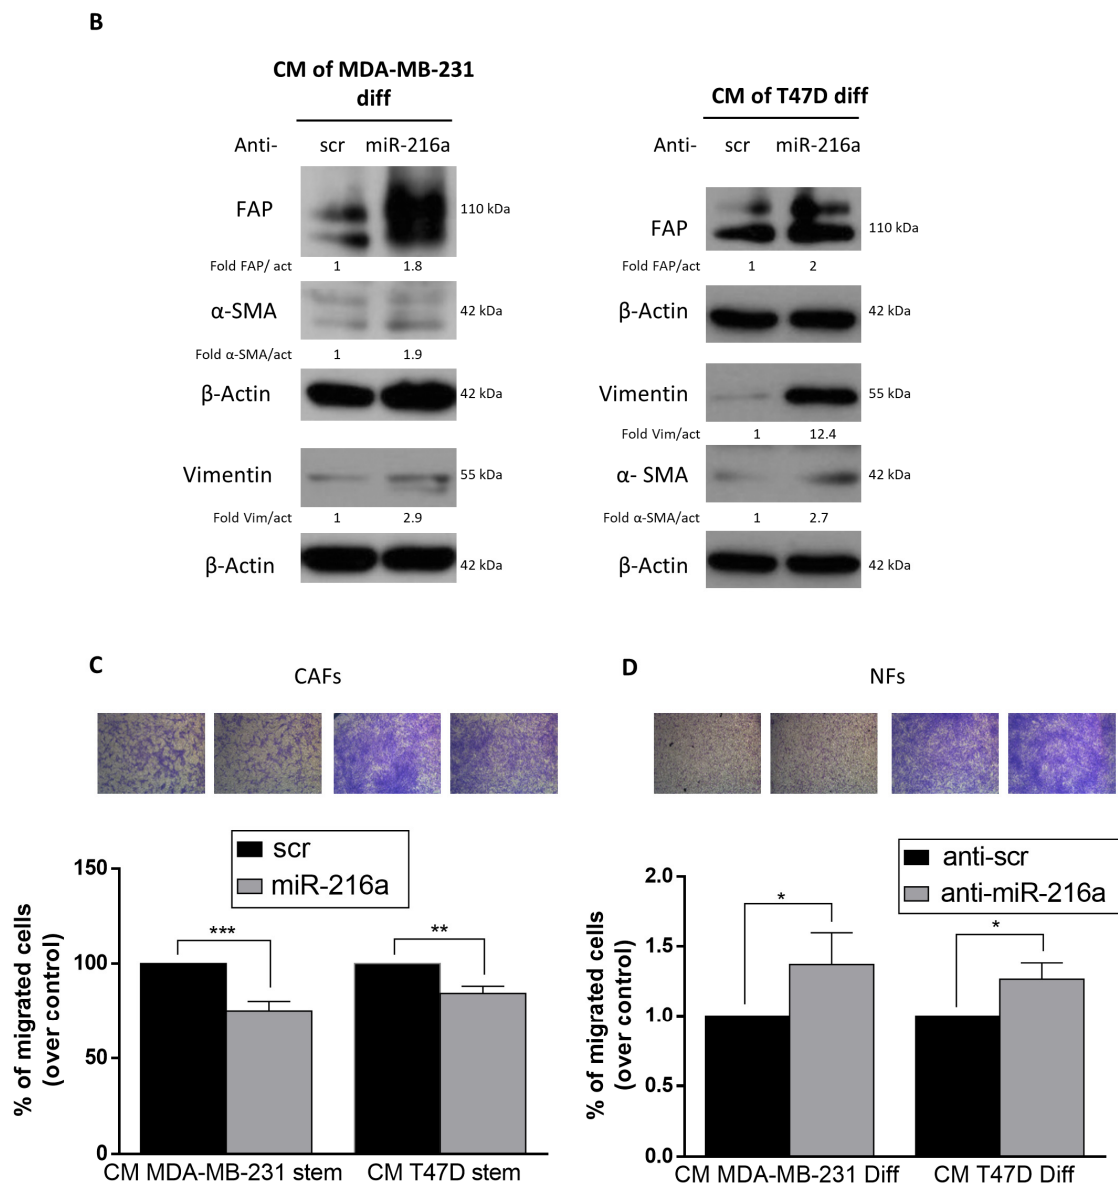 B
CM of MDA-MB-231
diff
Anti- scr miR-216a
FAP 110 kDa
Fold FAP/ act 1 1.8
α-SMA 42 kDa
Fold α-SMA/act 1 1.9
β-Actin 42 kDa
Vimentin 55 kDa
Fold Vim/act 1 2.9
β-Actin 42 kDa
CM of T47D diff
Anti- scr miR-216a
FAP 110 kDa
Fold FAP/act 1 2
β-Actin 42 kDa
Vimentin 55 kDa
Fold Vim/act 1 12.4
α- SMA 42 kDa
Fold α-SMA/act 1 2.7
β-Actin 42 kDa
C
CAFs
scr
miR-216a
% of migrated cells
(over control)
150
100
50
0
***
**
CM MDA-MB-231 stem CM T47D stem
D
NFs
anti-scr
anti-miR-216a
% of migrated cells
(over control)
2.0
1.5
1.0
0.5
0.0
*
*
CM MDA-MB-231 Diff CM T47D Diff